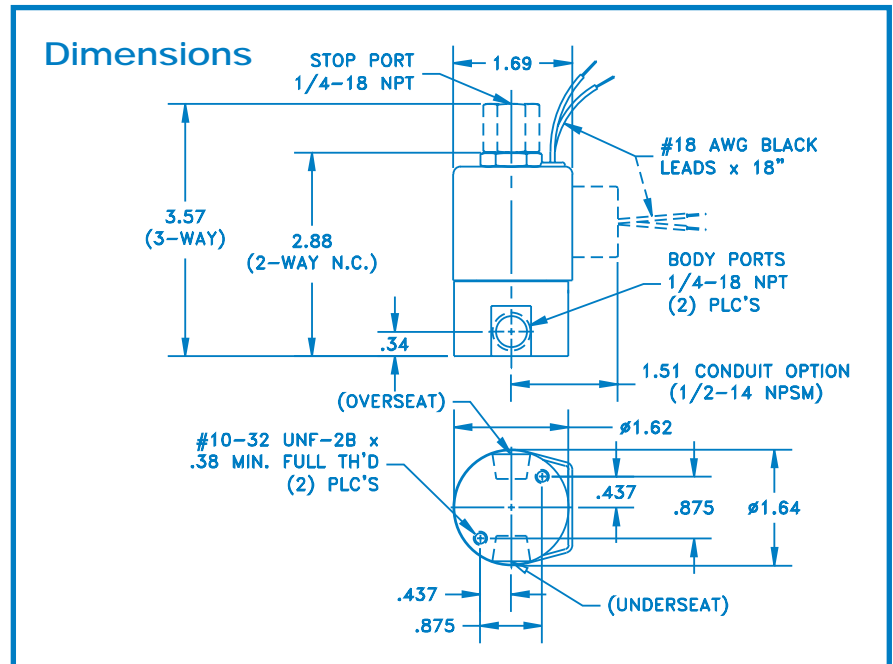 Dimensions
STOP PORT
1/4-18 NPT
1.69
#18 AWG BLACK
LEADS x 18"
3.57
(3-WAY)
2.88
(2-WAY N.C.)
BODY PORTS
1/4-18 NPT
(2) PLC'S
.34
1.51 CONDUIT OPTION
(1/2-14 NPSM)
(OVERSEAT)
ø1.62
#10-32 UNF-2B x
.38 MIN. FULL TH'D
(2) PLC'S
.437
.875
ø1.64
.437
.875
(UNDERSEAT)